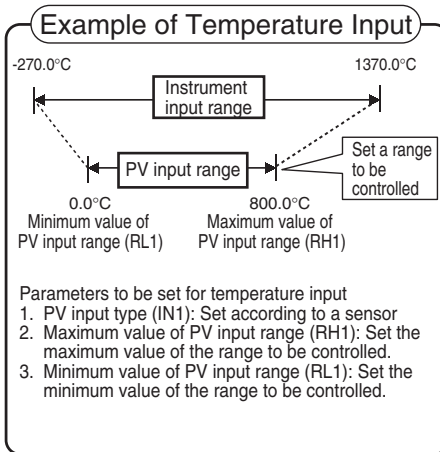 Example of Temperature Input
-270.0°C 1370.0°C
Instrument
input range
PV input range
Set a range
to be
controlled
0.0°C 800.0°C
Minimum value of Maximum value of
PV input range (RL1) PV input range (RH1)
Parameters to be set for temperature input
1. PV input type (IN1): Set according to a sensor
2. Maximum value of PV input range (RH1): Set the
maximum value of the range to be controlled.
3. Minimum value of PV input range (RL1): Set the
minimum value of the range to be controlled.